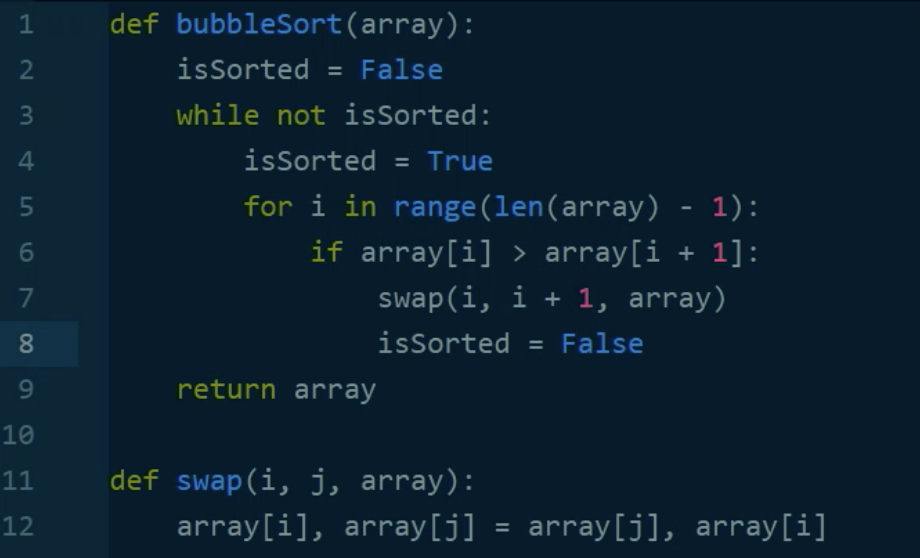 1 def bubbleSort(array):
2     isSorted = False
3     while not isSorted:
4         isSorted = True
5         for i in range(len(array) - 1):
6             if array[i] > array[i + 1]:
7                 swap(i, i + 1, array)
8                 isSorted = False
9     return array
10
11 def swap(i, j, array):
12     array[i], array[j] = array[j], array[i]